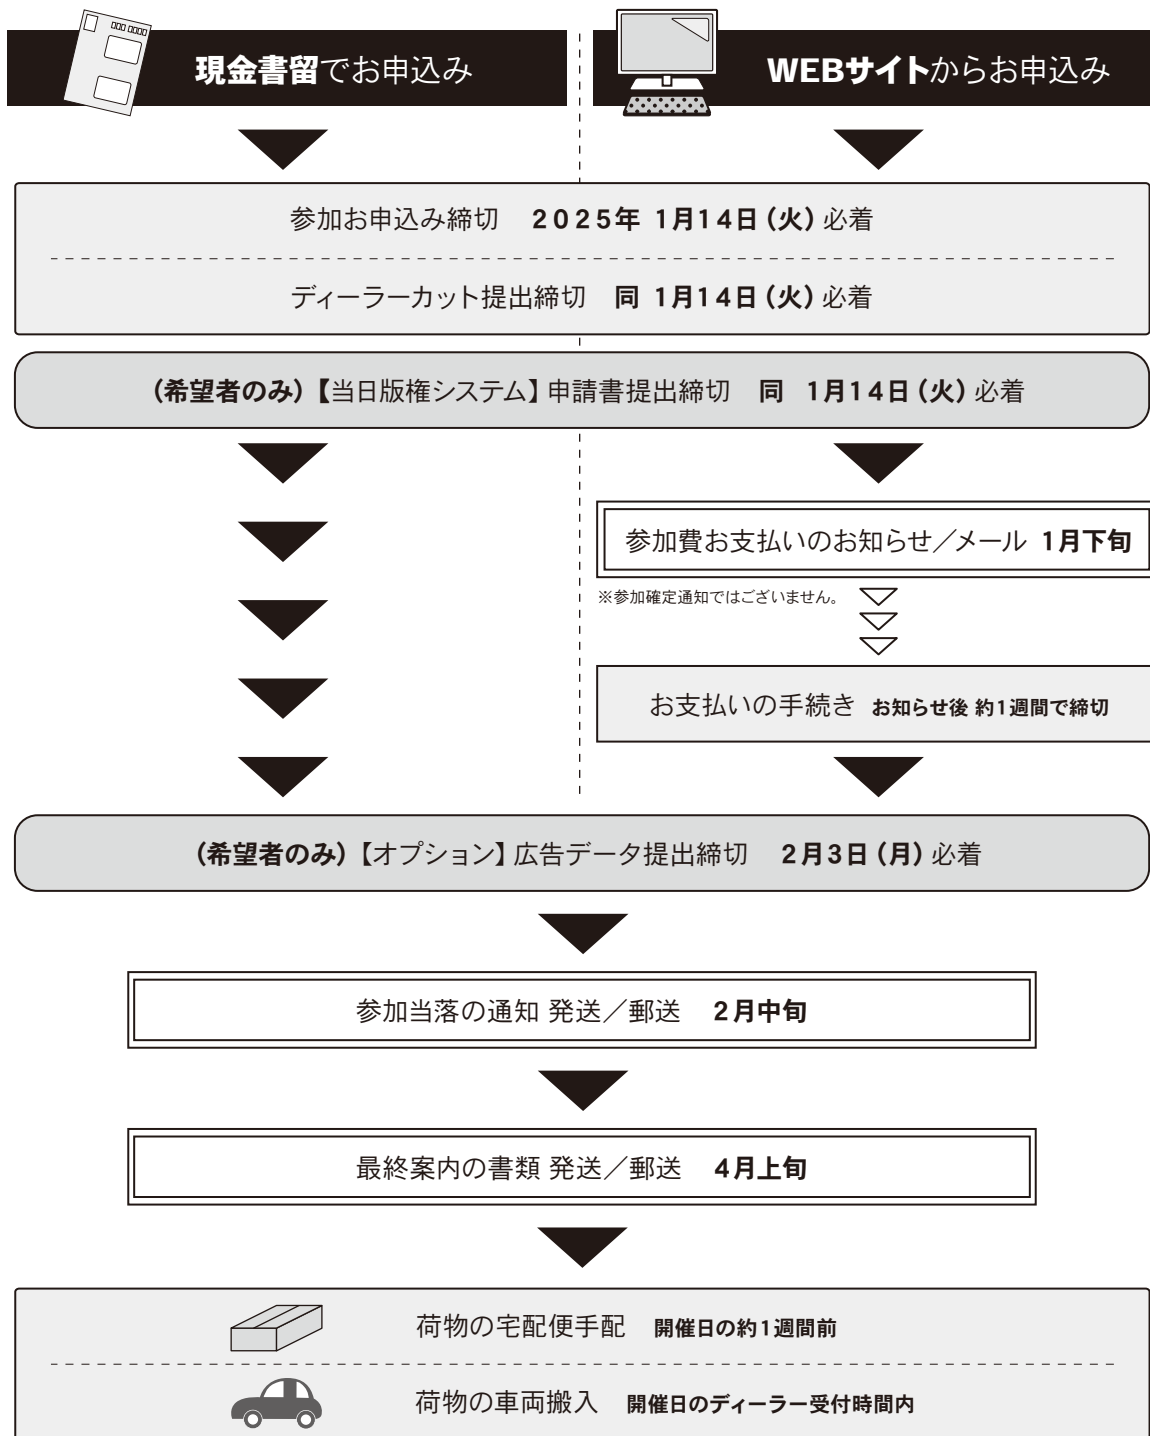 現金書留でお申込み
WEBサイトからお申込み
参加お申込み締切 2025年 1月14日（火）必着
ディーラーカット提出締切 同 1月14日（火）必着
（希望者のみ）【当日版権システム】申請書提出締切 同 1月14日（火）必着
参加費お支払いのお知らせ／メール 1月下旬
※参加確定通知ではございません。
お支払いの手続き お知らせ後 約1週間で締切
（希望者のみ）【オプション】広告データ提出締切 2月3日（月）必着
参加当落の通知 発送／郵送 2月中旬
最終案内の書類 発送／郵送 4月上旬
荷物の宅配便手配 開催日の約1週間前
荷物の車両搬入 開催日のディーラー受付時間内